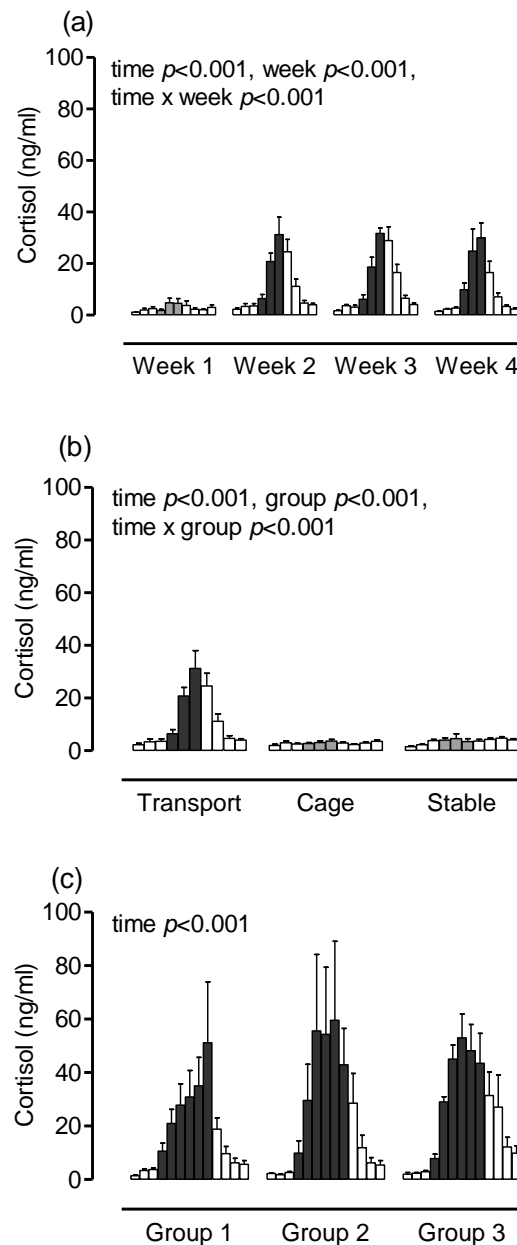 (a)
time p<0.001, week p<0.001,
time x week p<0.001
Cortisol (ng/ml)
100
80
60
40
20
0
Week 1 Week 2 Week 3 Week 4
(b)
time p<0.001, group p<0.001,
time x group p<0.001
Cortisol (ng/ml)
100
80
60
40
20
0
Transport Cage Stable
(c)
time p<0.001
Cortisol (ng/ml)
100
80
60
40
20
0
Group 1 Group 2 Group 3